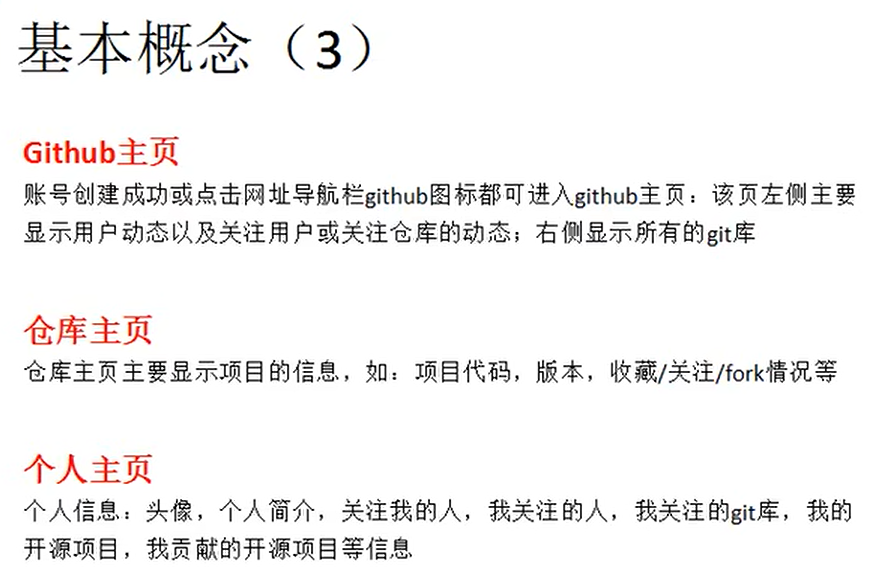 基本概念（3）
Github主页
账号创建成功或点击网址导航栏github图标都可进入github主页：该页左侧主要
显示用户动态以及关注用户或关注仓库的动态；右侧显示所有的git库
仓库主页
仓库主页主要显示项目的信息，如：项目代码，版本，收藏/关注/fork情况等
个人主页
个人信息：头像，个人简介，关注我的人，我关注的人，我关注的git库，我的
开源项目，我贡献的开源项目等信息